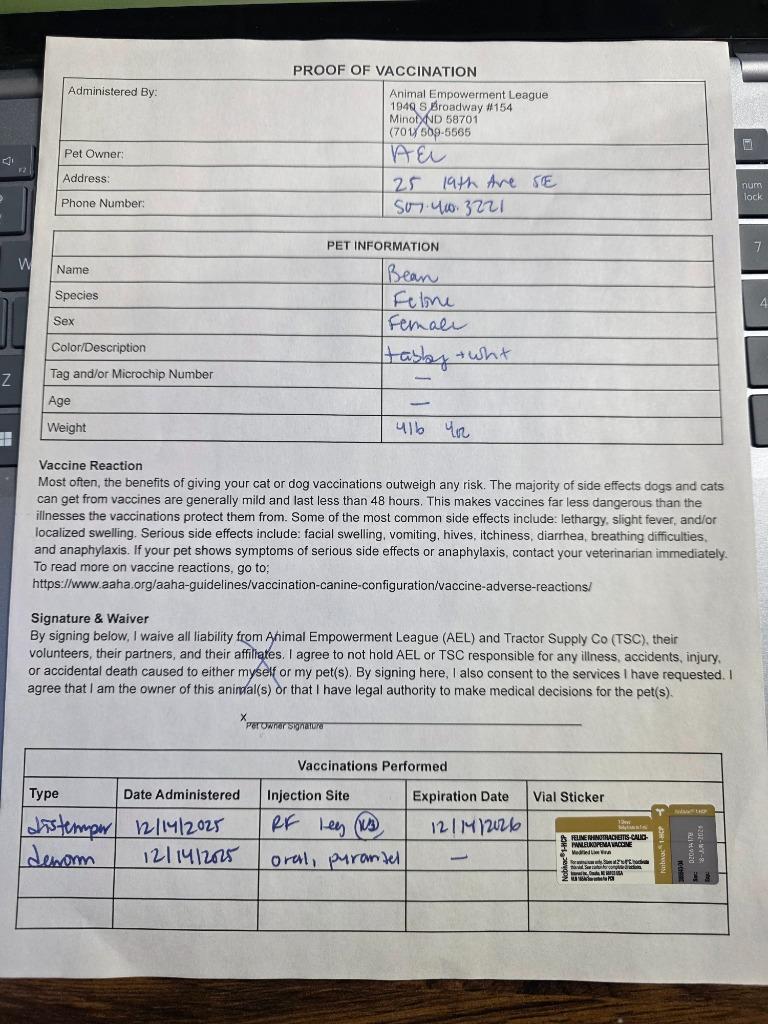 PROOF OF VACCINATION
Administered By:
Animal Empowerment League
1949 S Broadway #154
Minot, ND 58701
(701) 509-5565
Pet Owner: AEL
Address: 25 19th Ave SE
Phone Number: 507.400.3221
PET INFORMATION
Name Bean
Species Feline
Sex Female
Color/Description tabby + wht
Tag and/or Microchip Number —
Age —
Weight 4lb 4oz
Vaccine Reaction
Most often, the benefits of giving your cat or dog vaccinations outweigh any risk. The majority of side effects dogs and cats
can get from vaccines are generally mild and last less than 48 hours. This makes vaccines far less dangerous than the
illnesses the vaccinations protect them from. Some of the most common side effects include: lethargy, slight fever, and/or
localized swelling. Serious side effects include: facial swelling, vomiting, hives, itchiness, diarrhea, breathing difficulties,
and anaphylaxis. If your pet shows symptoms of serious side effects or anaphylaxis, contact your veterinarian immediately.
To read more on vaccine reactions, go to:
https://www.aaha.org/aaha-guidelines/vaccination-canine-configuration/vaccine-adverse-reactions/
Signature & Waiver
By signing below, I waive all liability from Animal Empowerment League (AEL) and Tractor Supply Co (TSC), their
volunteers, their partners, and their affiliates. I agree to not hold AEL or TSC responsible for any illness, accidents, injury,
or accidental death caused to either myself or my pet(s). By signing here, I also consent to the services I have requested. I
agree that I am the owner of this animal(s) or that I have legal authority to make medical decisions for the pet(s).
x
Pet Owner Signature
Vaccinations Performed
Type Date Administered Injection Site Expiration Date Vial Sticker
distemper 12/14/2025 RF Leg 12/14/2026
deworm 12/14/2025 oral, pyrantel —
Nobivac® 1-HCP
FELINE RHINOTRACHEITIS-CALICI-
PANLEUKOPENIA VACCINE
Modified Live Virus
Nobivac® 1-HCP